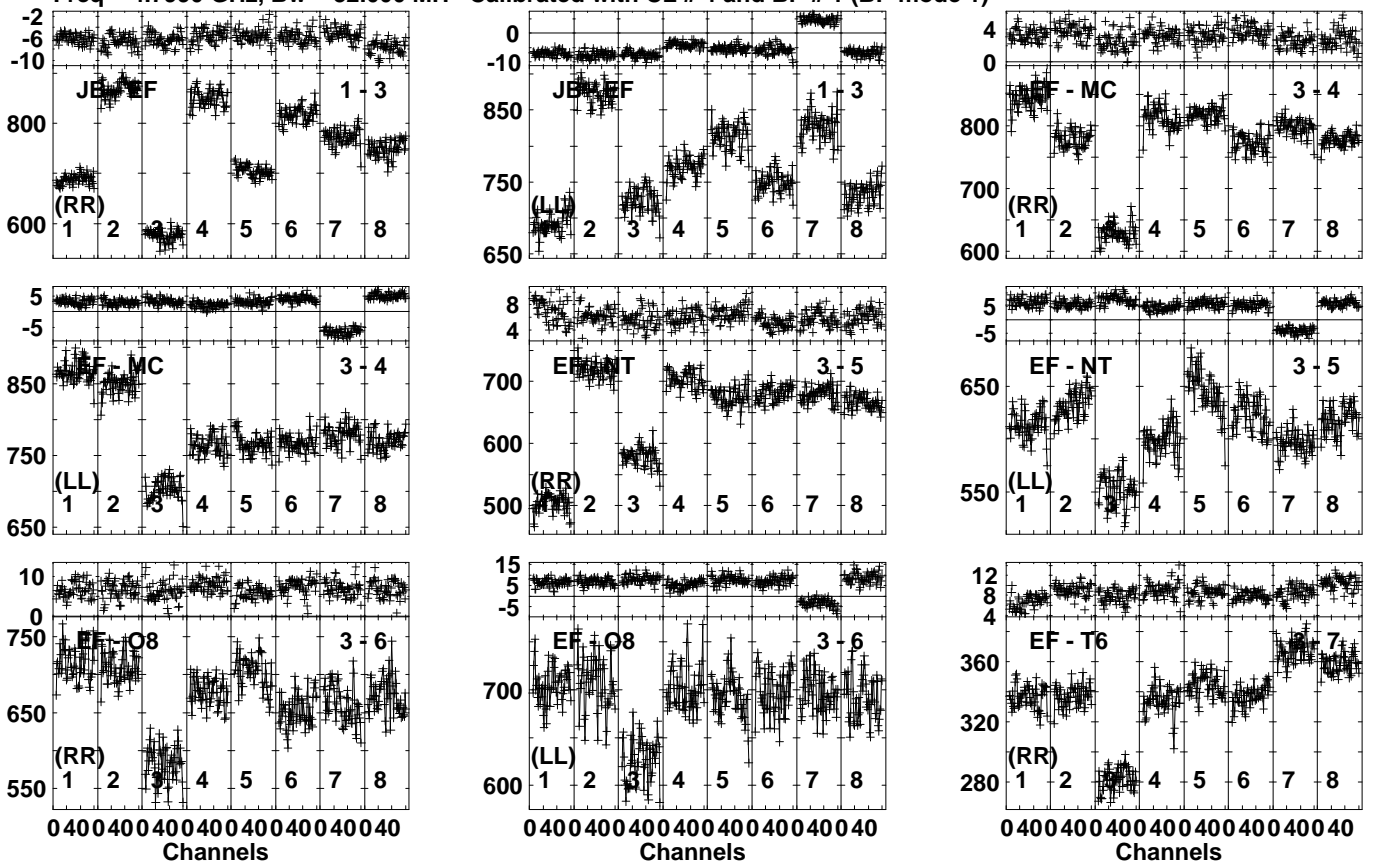 -2
-6
-10
JB - EF 1 - 3
800
600
(RR)
1 2 3 4 5 6 7 8
0
-10
JB - EF 1 - 3
850
750
650
(LL)
1 2 3 4 5 6 7 8
4
0
EF - MC 3 - 4
800
700
600
(RR)
1 2 3 4 5 6 7 8
5
-5
EF - MC 3 - 4
850
750
650
(LL)
1 2 3 4 5 6 7 8
8
4
EF - NT 3 - 5
700
600
500
(RR)
1 2 3 4 5 6 7 8
5
-5
EF - NT 3 - 5
650
550
(LL)
1 2 3 4 5 6 7 8
10
0
EF - O8 3 - 6
750
650
550
(RR)
1 2 3 4 5 6 7 8
15
5
-5
EF - O8 3 - 6
700
600
(LL)
1 2 3 4 5 6 7 8
12
8
4
EF - T6 3 - 7
360
320
280
(RR)
1 2 3 4 5 6 7 8
0 40 0 40 0 40 0 40 0 40 0 40 0 40 0 40
Channels
0 40 0 40 0 40 0 40 0 40 0 40 0 40 0 40
Channels
0 40 0 40 0 40 0 40 0 40 0 40 0 40 0 40
Channels